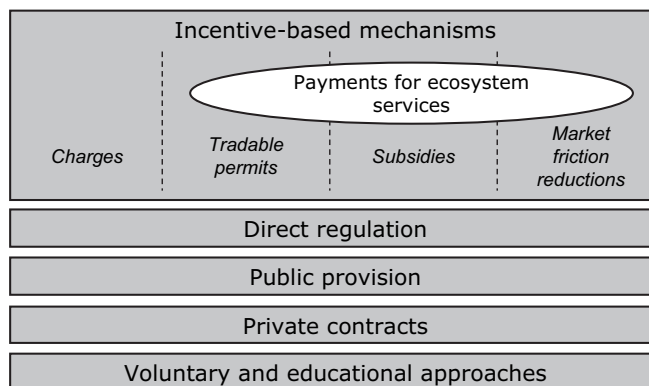 Incentive-based mechanisms
Payments for ecosystem
services
Charges
Tradable
permits
Subsidies
Market
friction
reductions
Direct regulation
Public provision
Private contracts
Voluntary and educational approaches